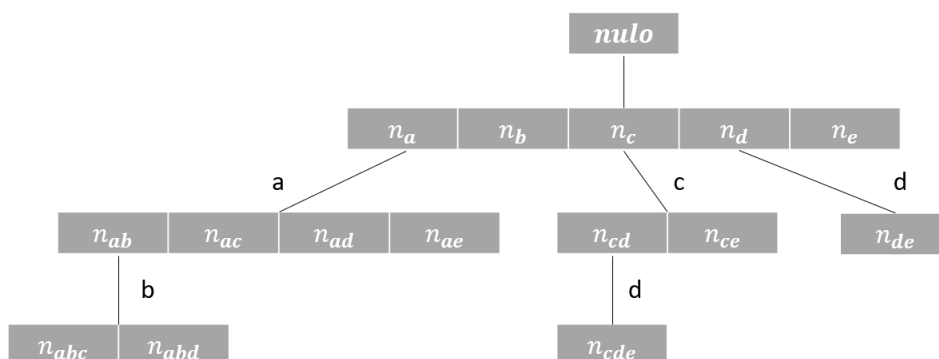 nulo
n_a n_b n_c n_d n_e
a c d
n_ab n_ac n_ad n_ae n_cd n_ce n_de
b d
n_abc n_abd n_cde